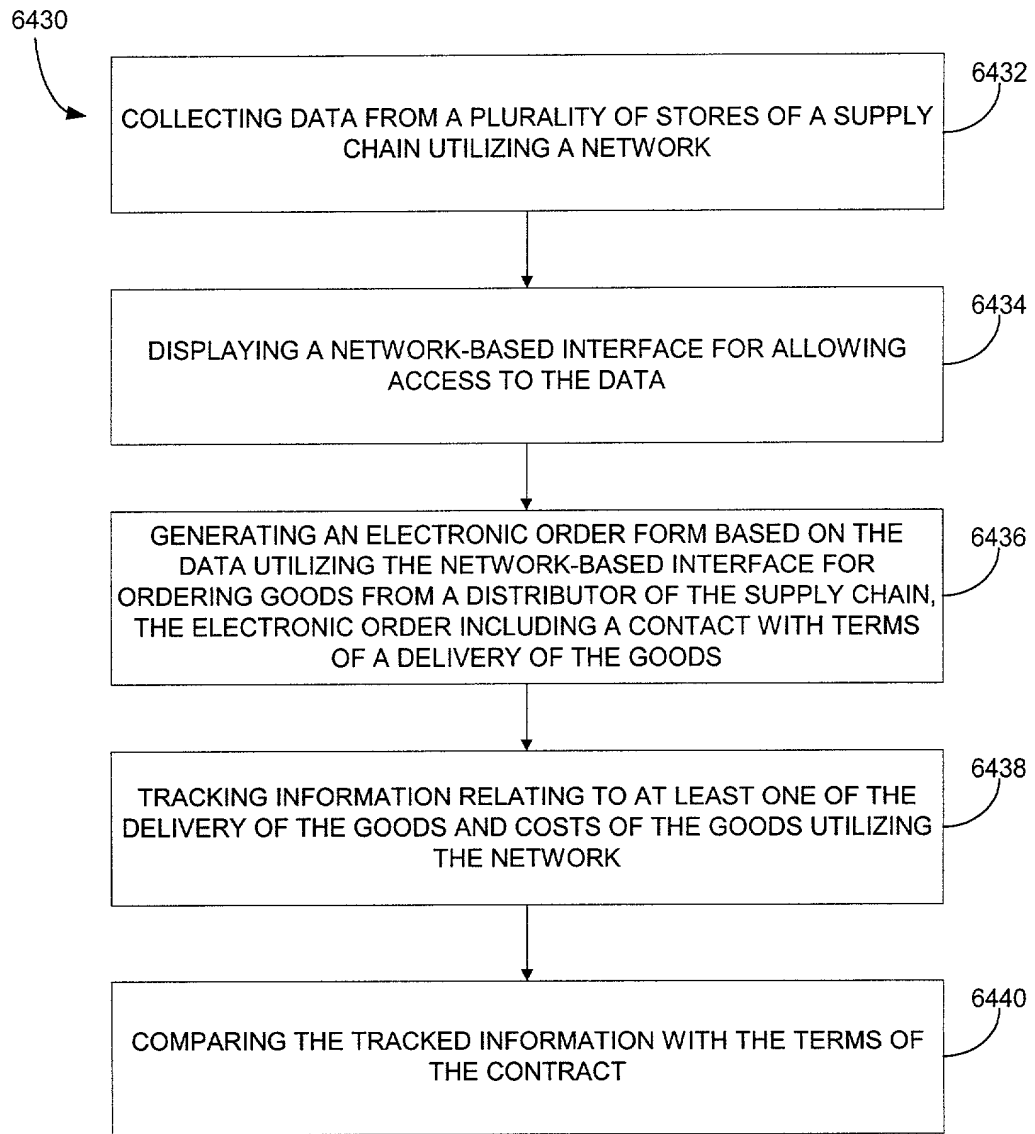 6430
6432
COLLECTING DATA FROM A PLURALITY OF STORES OF A SUPPLY
CHAIN UTILIZING A NETWORK
6434
DISPLAYING A NETWORK-BASED INTERFACE FOR ALLOWING
ACCESS TO THE DATA
6436
GENERATING AN ELECTRONIC ORDER FORM BASED ON THE
DATA UTILIZING THE NETWORK-BASED INTERFACE FOR
ORDERING GOODS FROM A DISTRIBUTOR OF THE SUPPLY CHAIN,
THE ELECTRONIC ORDER INCLUDING A CONTACT WITH TERMS
OF A DELIVERY OF THE GOODS
6438
TRACKING INFORMATION RELATING TO AT LEAST ONE OF THE
DELIVERY OF THE GOODS AND COSTS OF THE GOODS UTILIZING
THE NETWORK
6440
COMPARING THE TRACKED INFORMATION WITH THE TERMS OF
THE CONTRACT